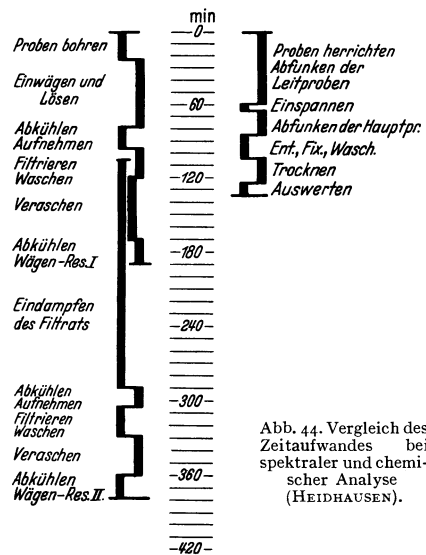 min
Proben bohren
Einwägen und
Lösen
Abkühlen
Aufnehmen
Filtrieren
Waschen
Veraschen
Abkühlen
Wägen-Res.I
Eindampfen
des Filtrats
Abkühlen
Aufnehmen
Filtrieren
Waschen
Veraschen
Abkühlen
Wägen-Res.II.
-0-
-60-
-120-
-180-
-240-
-300-
-360-
-420-
Proben herrichten
Abfunken der
Leitproben
Einspannen
Abfunken der Hauptpr.
Ent., Fix., Wasch.
Trocknen
Auswerten
Abb. 44. Vergleich des
Zeitaufwandes bei
spektraler und chemi-
scher Analyse
(HEIDHAUSEN).